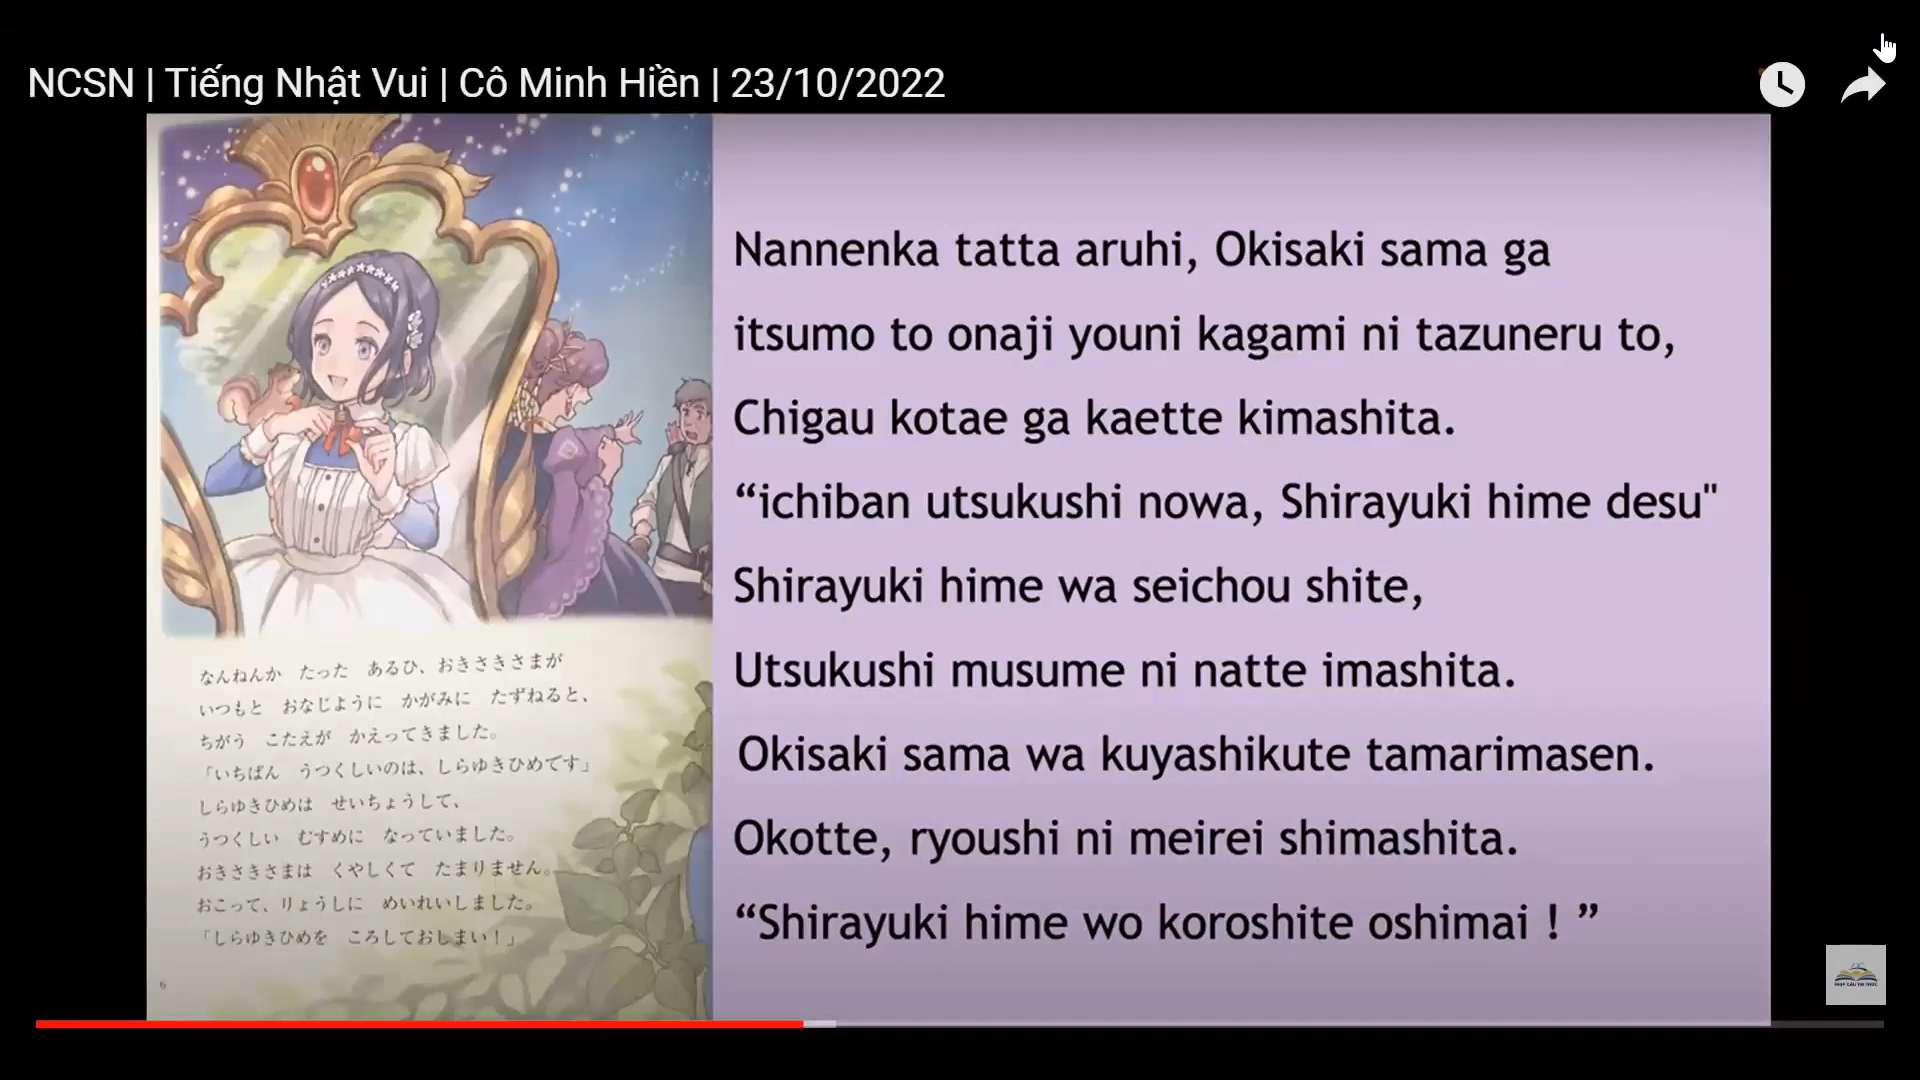 NCSN | Tiếng Nhật Vui | Cô Minh Hiền | 23/10/2022
なんねんか　たった　あるひ、おきさきさまが
いつもと　おなじように　かがみに　たずねると、
ちがう　こたえが　かえってきました。
「いちばん　うつくしいのは、しらゆきひめです」
しらゆきひめは　せいちょうして、
うつくしい　むすめに　なっていました。
おきさきさまは　くやしくて　たまりません。
おこって、りょうしに　めいれいしました。
「しらゆきひめを　ころしておしまい！」
6
Nannenka tatta aruhi, Okisaki sama ga
itsumo to onaji youni kagami ni tazuneru to,
Chigau kotae ga kaette kimashita.
“ichiban utsukushi nowa, Shirayuki hime desu"
Shirayuki hime wa seichou shite,
Utsukushi musume ni natte imashita.
Okisaki sama wa kuyashikute tamarimasen.
Okotte, ryoushi ni meirei shimashita.
“Shirayuki hime wo koroshite oshimai ! ”
NHỊP CẦU TRI THỨC